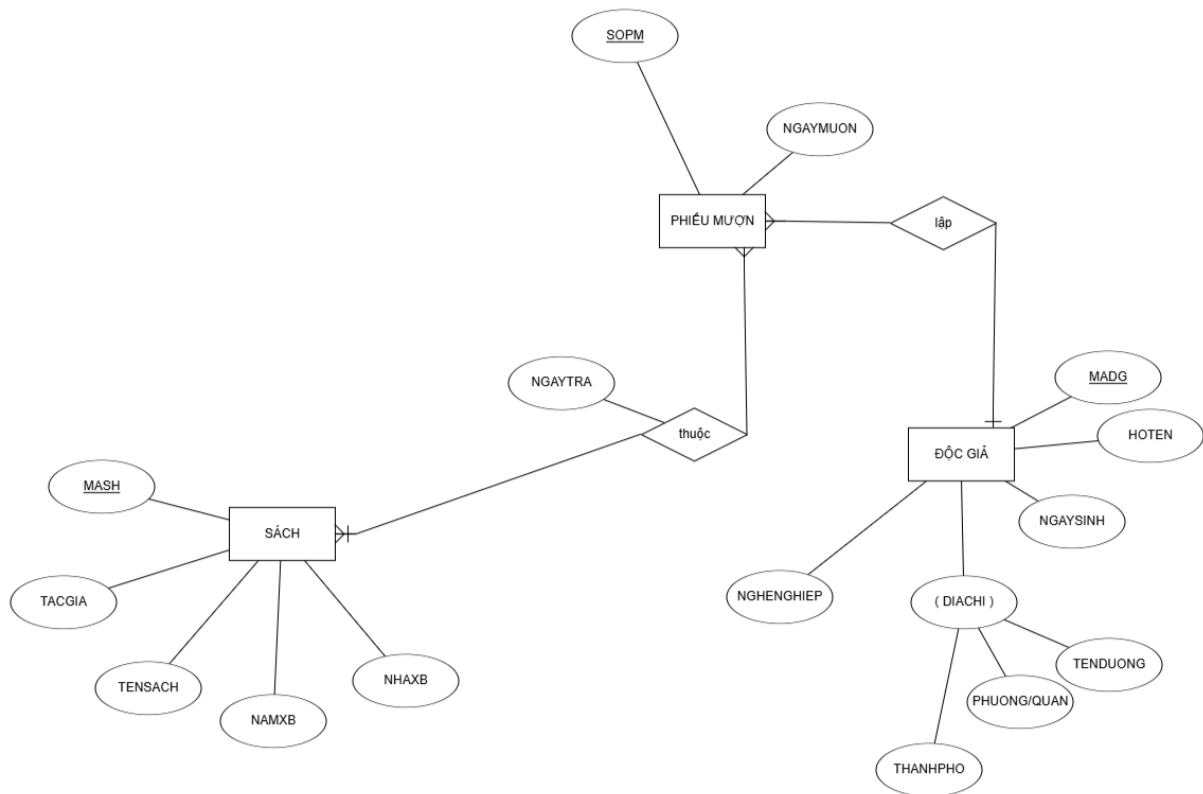 SOPM
NGAYMUON
PHIẾU MƯỢN
lập
NGAYTRA
thuộc
MADG
HOTEN
ĐỘC GIẢ
MASH
SÁCH
NGAYSINH
NGHENGHIEP
( DIACHI )
TACGIA
TENDUONG
TENSACH
NHAXB
PHUONG/QUAN
NAMXB
THANHPHO